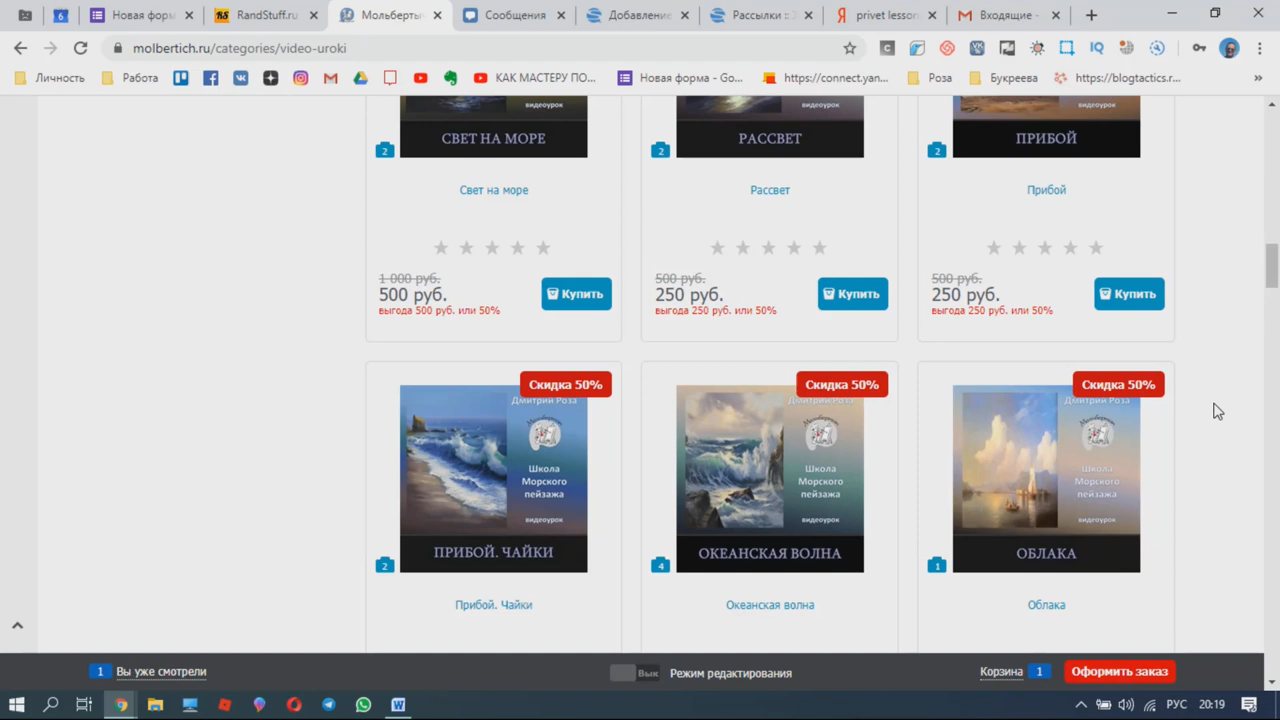 Новая форм
RandStuff.ru
Мольберты
Сообщения
Добавление
Рассылки :
privet lesson
Входящие -
molbertich.ru/categories/video-uroki
Личность
Работа
КАК МАСТЕРУ ПО...
Новая форма - Go...
https://connect.yan...
Роза
Букреева
https://blogtactics.r...
видеоурок
видеоурок
видеоурок
СВЕТ НА МОРЕ
РАССВЕТ
ПРИБОЙ
2
2
2
Свет на море
Рассвет
Прибой
1 000 руб.
500 руб.
выгода 500 руб. или 50%
Купить
500 руб.
250 руб.
выгода 250 руб. или 50%
Купить
500 руб.
250 руб.
выгода 250 руб. или 50%
Купить
Скидка 50%
Дмитрий Роза
Школа
Морского
пейзажа
видеоурок
ПРИБОЙ. ЧАЙКИ
2
Прибой. Чайки
Скидка 50%
Дмитрий Роза
Школа
Морского
пейзажа
видеоурок
ОКЕАНСКАЯ ВОЛНА
4
Океанская волна
Скидка 50%
Дмитрий Роза
Школа
Морского
пейзажа
видеоурок
ОБЛАКА
1
Облака
1 Вы уже смотрели
Вык Режим редактирования
Корзина 1
Оформить заказ
РУС 20:19